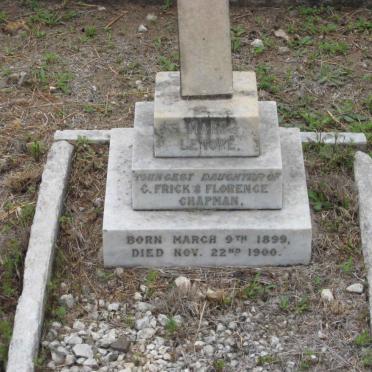 LENORE.
YOUNGEST DAUGHTER OF
G. FRICK & FLORENCE
CHAPMAN.
BORN MARCH 9TH 1899,
DIED NOV. 22ND 1900.